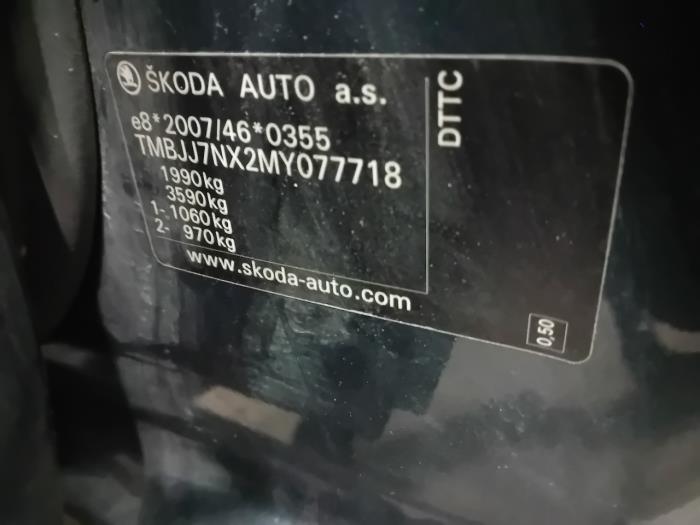 ŠKODA AUTO a.s.
e8*2007/46*0355
TMBJJ7NX2MY077718
1990kg
3590kg
1-1060kg
2- 970kg
www.skoda-auto.com
DTTC
0,50